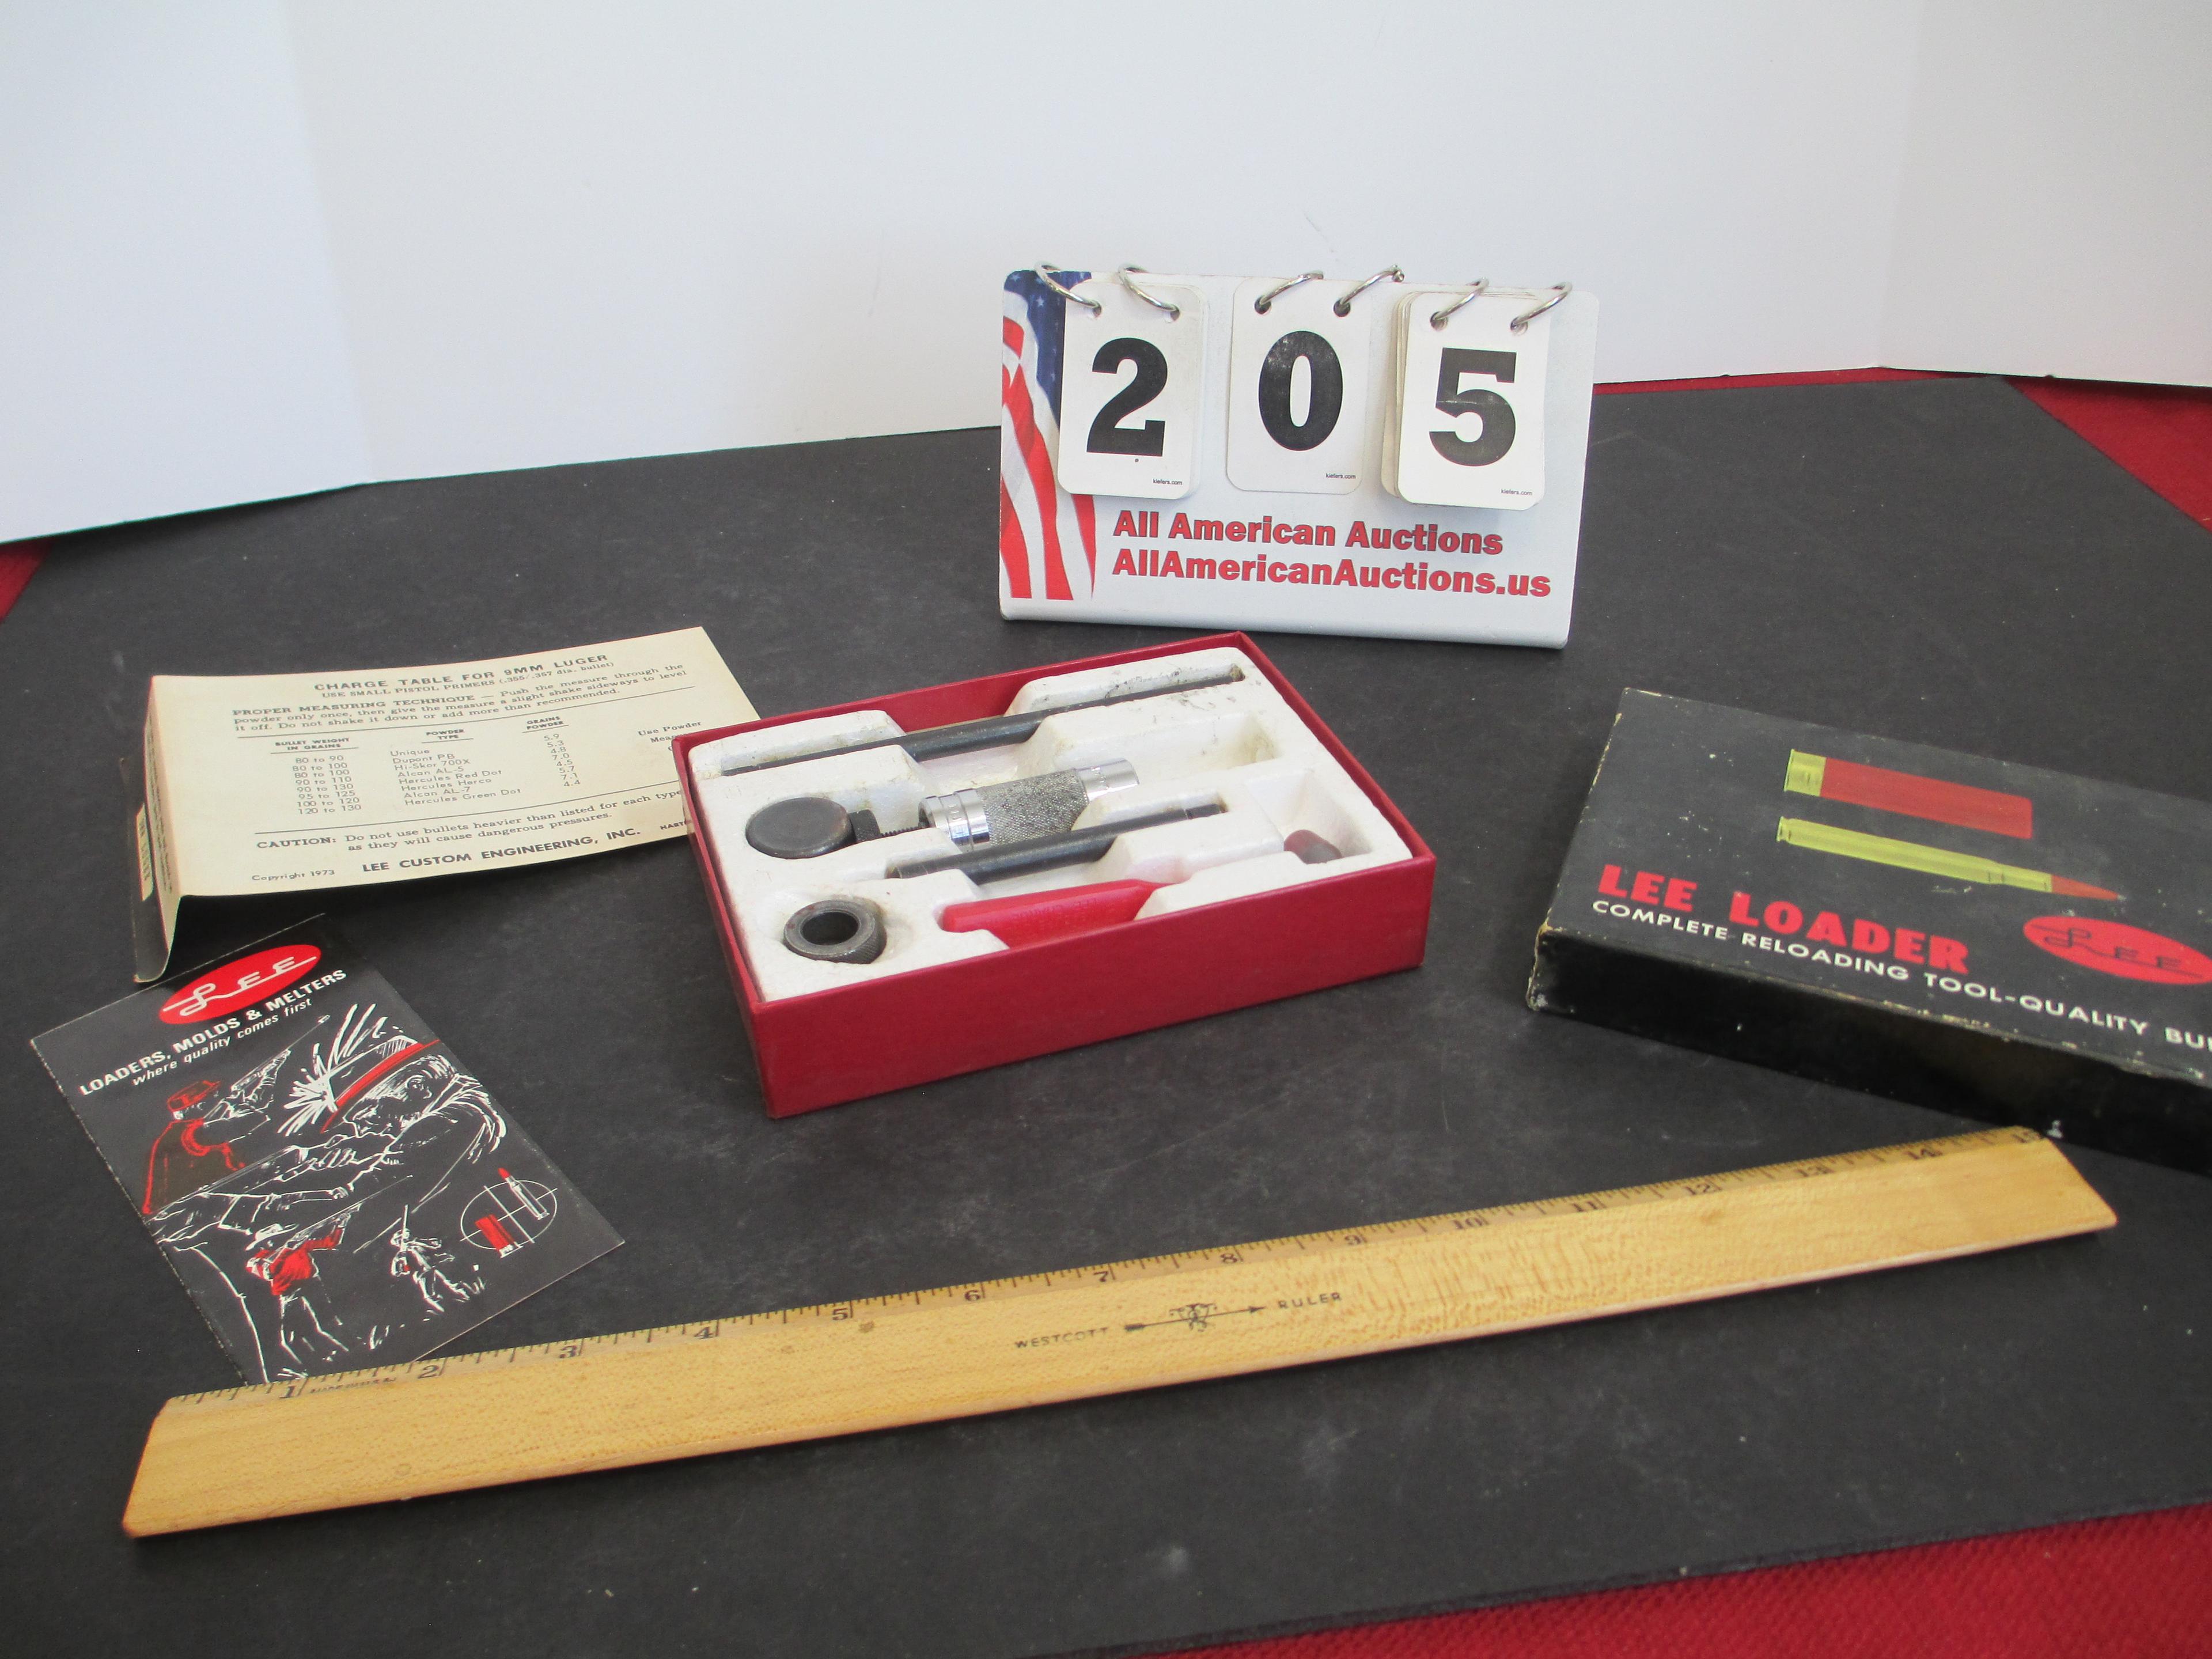 2 0 5
kiefers.com kiefers.com kiefers.com
All American Auctions
AllAmericanAuctions.us
CHARGE TABLE FOR 9MM LUGER
USE SMALL PISTOL PRIMERS (.355/.357 dia. bullet)
PROPER MEASURING TECHNIQUE — Push the measure through the
powder only once, then give the measure a slight shake sideways to level
it off. Do not shake it down or add more than recommended.
BULLET WEIGHT IN GRAINS POWDER TYPE GRAINS POWDER
80 to 90 Unique 5.9
80 to 100 Dupont P.B. 5.3
80 to 100 Hi-Skor 700X 4.8
90 to 110 Alcan AL-5 7.0
90 to 130 Hercules Red Dot 4.5
95 to 125 Hercules Herco 5.7
100 to 120 Alcan AL-7 7.1
120 to 130 Hercules Green Dot 4.4
Use Powder
CAUTION: Do not use bullets heavier than listed for each type
as they will cause dangerous pressures.
Copyright 1973 LEE CUSTOM ENGINEERING, INC.
LEE
LOADERS, MOLDS & MELTERS
where quality comes first
LEE LOADER
LEE
COMPLETE RELOADING TOOL-QUALITY
1 2 3 4 5 6 7 8 9 10 11 12 13 14 15
WESTCOTT RULER